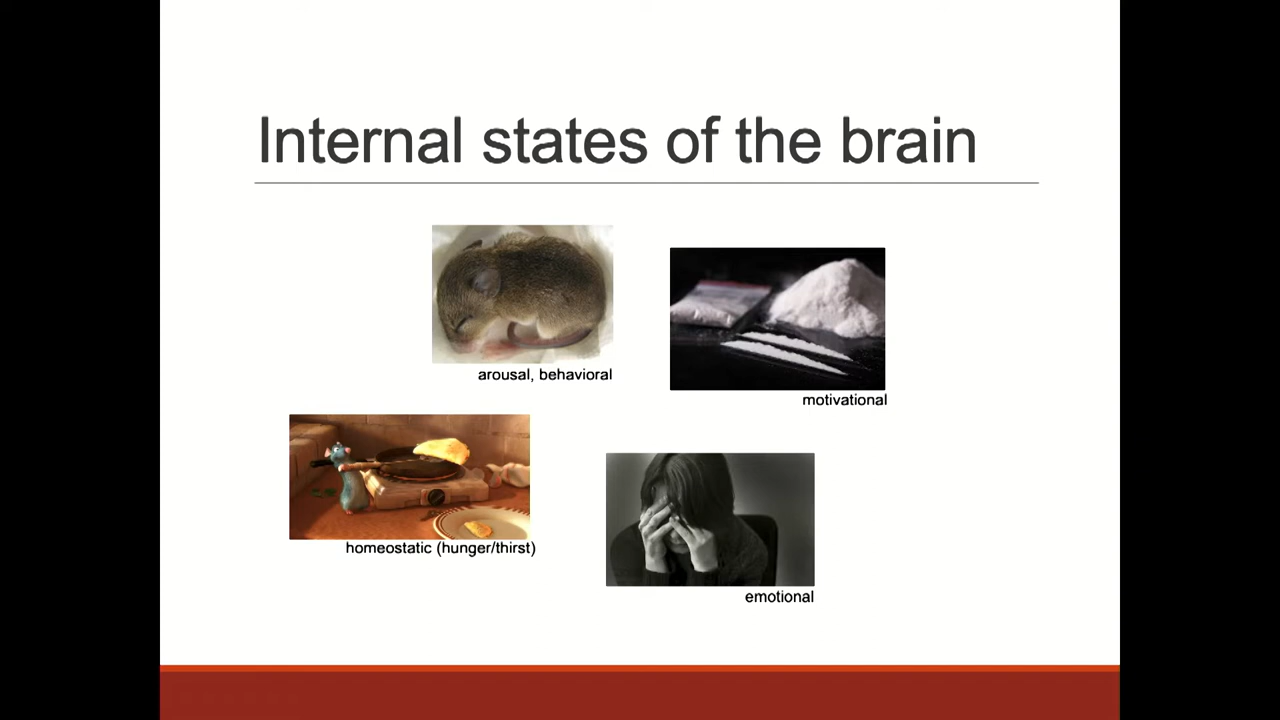 Internal states of the brain
arousal, behavioral
motivational
homeostatic (hunger/thirst)
emotional